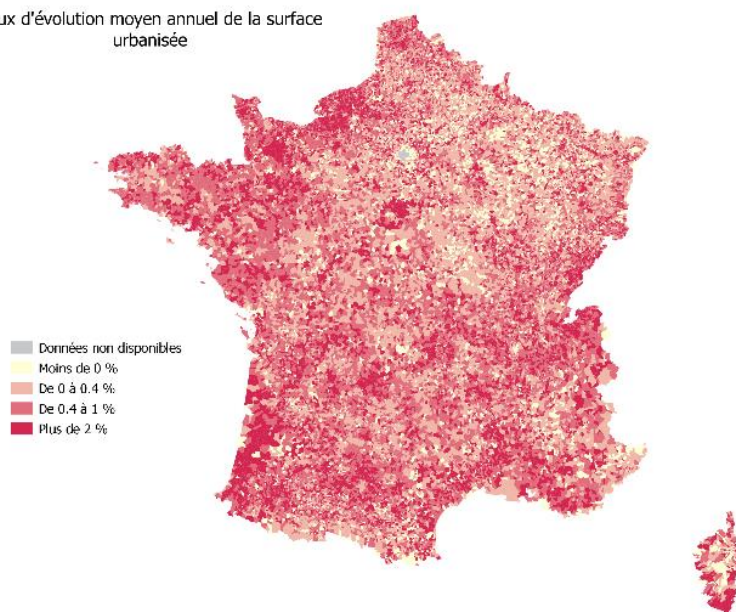 ux d'évolution moyen annuel de la surface
urbanisée
Données non disponibles
Moins de 0 %
De 0 à 0.4 %
De 0.4 à 1 %
Plus de 2 %